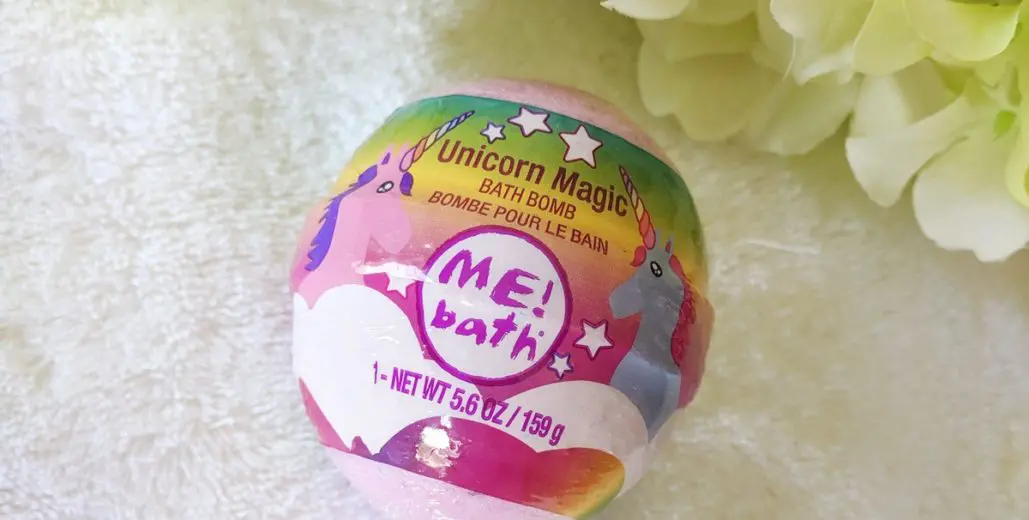 Unicorn Magic
BATH BOMB
BOMBE POUR LE BAIN
ME!
bath
1 - NET WT 5.6 OZ / 159 g